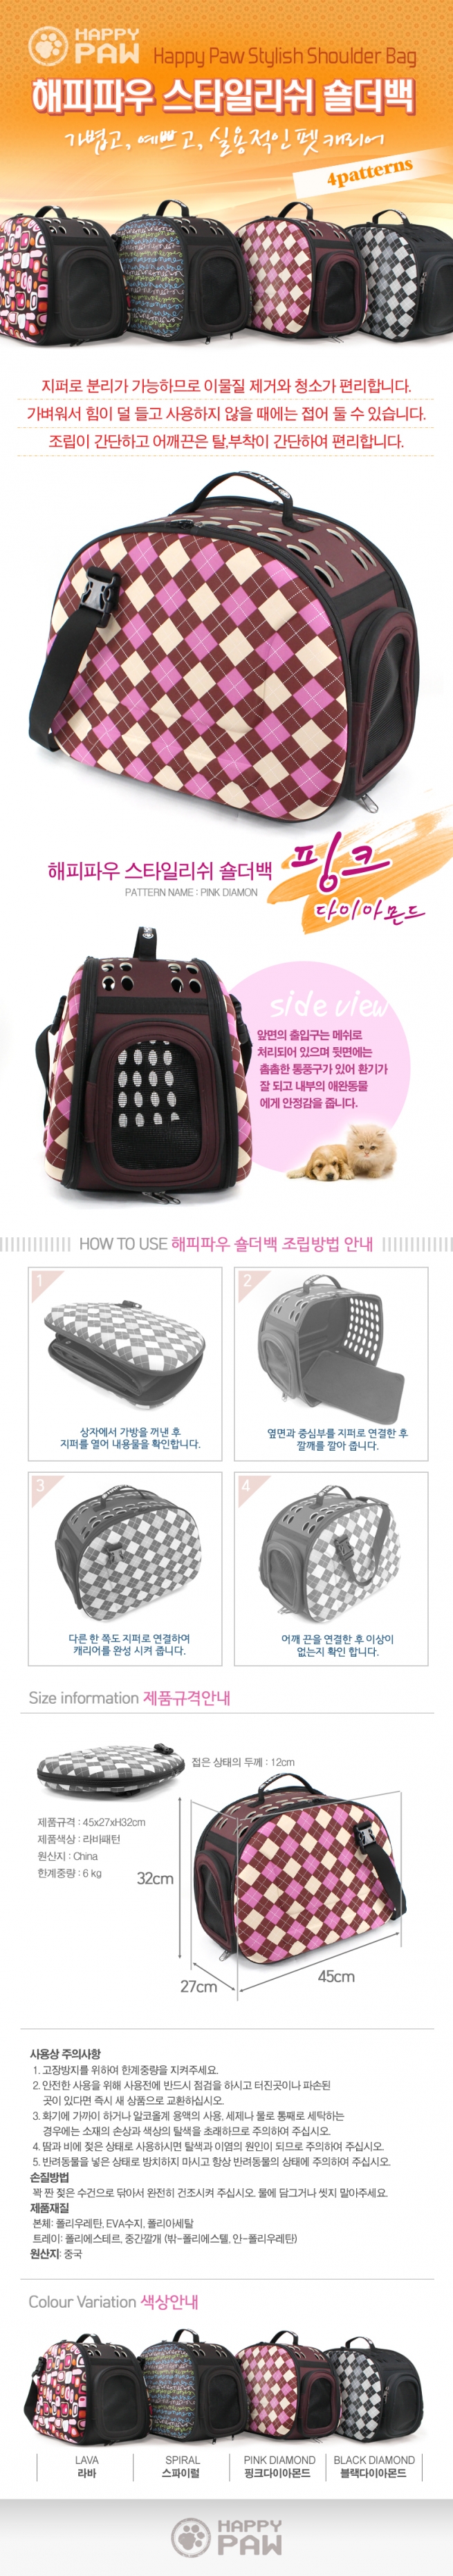 HAPPY
PAW
Happy Paw Stylish Shoulder Bag
해피파우 스타일리쉬 숄더백
가볍고, 예쁘고, 실용적인 펫 캐리어
4patterns
지퍼로 분리가 가능하므로 이물질 제거와 청소가 편리합니다.
가벼워서 힘이 덜 들고 사용하지 않을 때에는 접어 둘 수 있습니다.
조립이 간단하고 어깨끈은 탈,부착이 간단하여 편리합니다.
해피파우 스타일리쉬 숄더백
PATTERN NAME : PINK DIAMON
핑크
다이아몬드
side view
앞면의 출입구는 메쉬로
처리되어 있으며 뒷면에는
촘촘한 통풍구가 있어 환기가
잘 되고 내부의 애완동물
에게 안정감을 줍니다.
HOW TO USE 해피파우 숄더백 조립방법 안내
1
상자에서 가방을 꺼낸 후
지퍼를 열어 내용물을 확인합니다.
2
옆면과 중심부를 지퍼로 연결한 후
깔깨를 깔아 줍니다.
3
다른 한 쪽도 지퍼로 연결하여
캐리어를 완성 시켜 줍니다.
4
어깨 끈을 연결한 후 이상이
없는지 확인 합니다.
Size information 제품규격안내
접은 상태의 두께 : 12cm
제품규격 : 45x27xH32cm
제품색상 : 라바패턴
원산지 : China
한계중량 : 6 kg
32cm
27cm
45cm
사용상 주의사항
1. 고장방지를 위하여 한계중량을 지켜주세요.
2. 안전한 사용을 위해 사용전에 반드시 점검을 하시고 터진곳이나 파손된
곳이 있다면 즉시 새 상품으로 교환하십시오.
3. 화기에 가까이 하거나 알코올계 용액의 사용, 세제나 물로 통째로 세탁하는
경우에는 소재의 손상과 색상의 탈색을 초래하므로 주의하여 주십시오.
4. 땀과 비에 젖은 상태로 사용하시면 탈색과 이염의 원인이 되므로 주의하여 주십시오.
5. 반려동물을 넣은 상태로 방치하지 마시고 항상 반려동물의 상태에 주의하여 주십시오.
손질방법
꽉 짠 젖은 수건으로 닦아서 완전히 건조시켜 주십시오. 물에 담그거나 씻지 말아주세요.
제품재질
본체: 폴리우레탄, EVA수지, 폴리아세탈
트레이: 폴리에스테르, 중간깔개 (밖-폴리에스텔, 안-폴리우레탄)
원산지: 중국
Colour Variation 색상안내
LAVA
라바
SPIRAL
스파이럴
PINK DIAMOND
핑크다이아몬드
BLACK DIAMOND
블랙다이아몬드
HAPPY
PAW